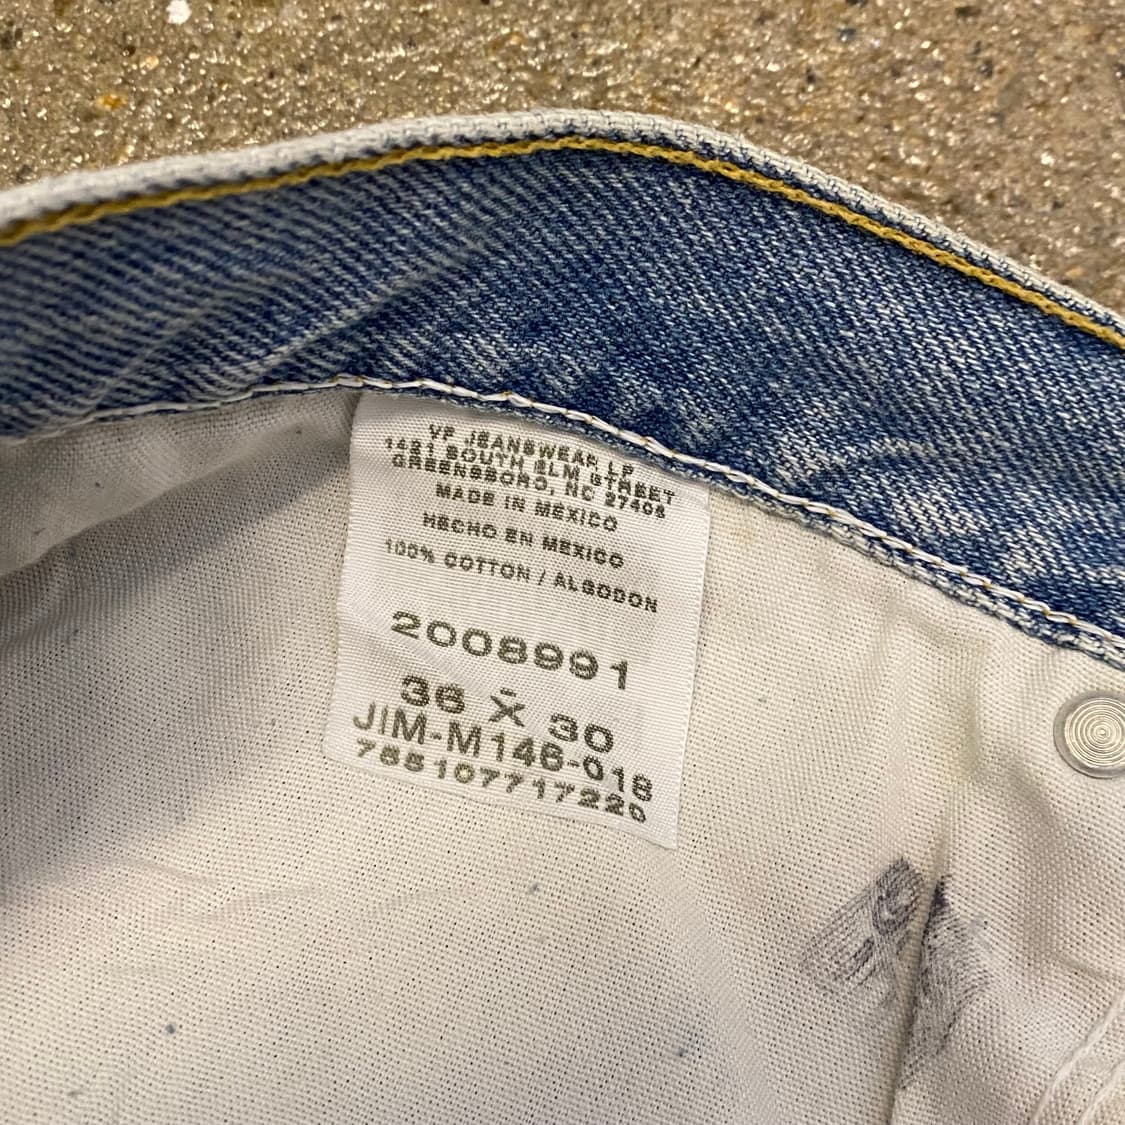 VF JEANSWEAR LP
1421 SOUTH ELM STREET
GREENSBORO, NC 27406
MADE IN MEXICO
HECHO EN MEXICO
100% COTTON / ALGODON
2008991
36 X 30
JIM-M146-018